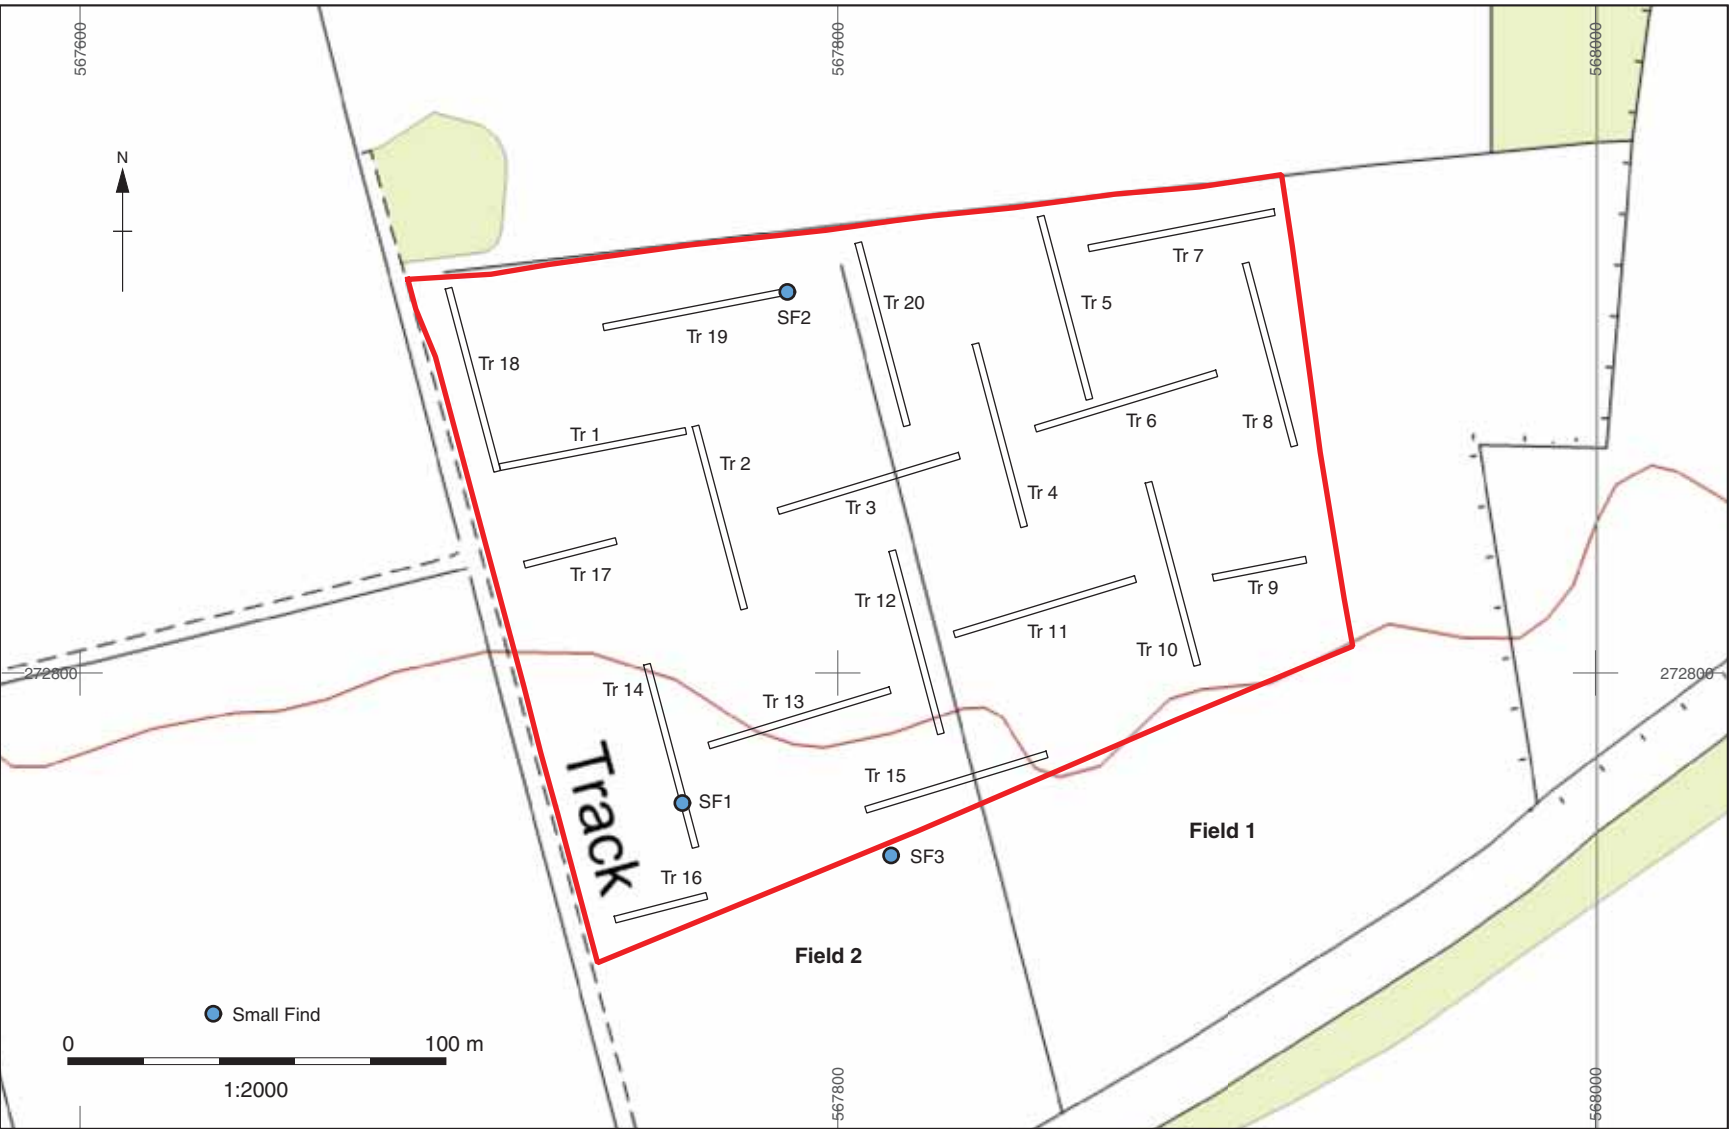 567600
567800
568000
N
Tr 7
Tr 20
Tr 5
SF2
Tr 19
Tr 18
Tr 6
Tr 8
Tr 1
Tr 2
Tr 4
Tr 3
Tr 17
Tr 9
Tr 12
Tr 11
Tr 10
272800
272800
Tr 14
Tr 13
Tr 15
Track
SF1
Field 1
SF3
Tr 16
Field 2
Small Find
0 100 m
1:2000
567800
568000